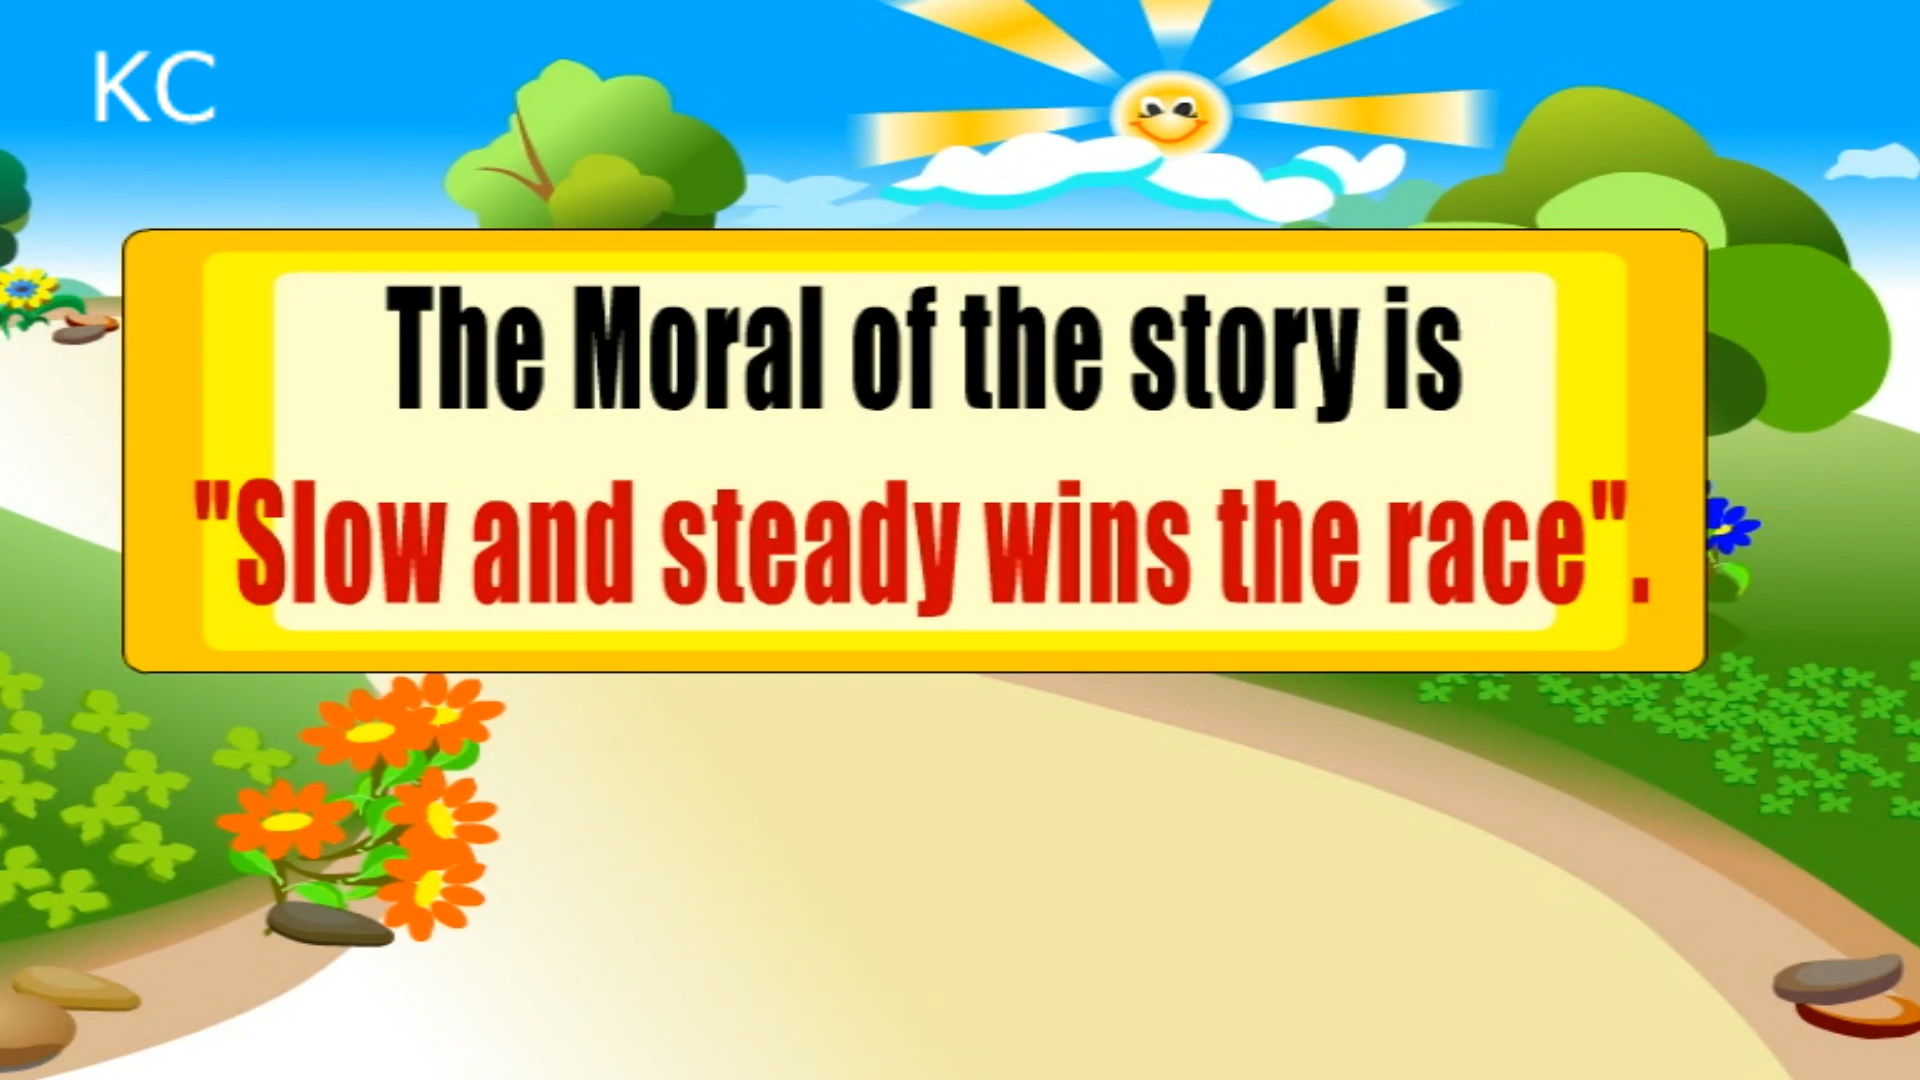 KC
The Moral of the story is
"Slow and steady wins the race".